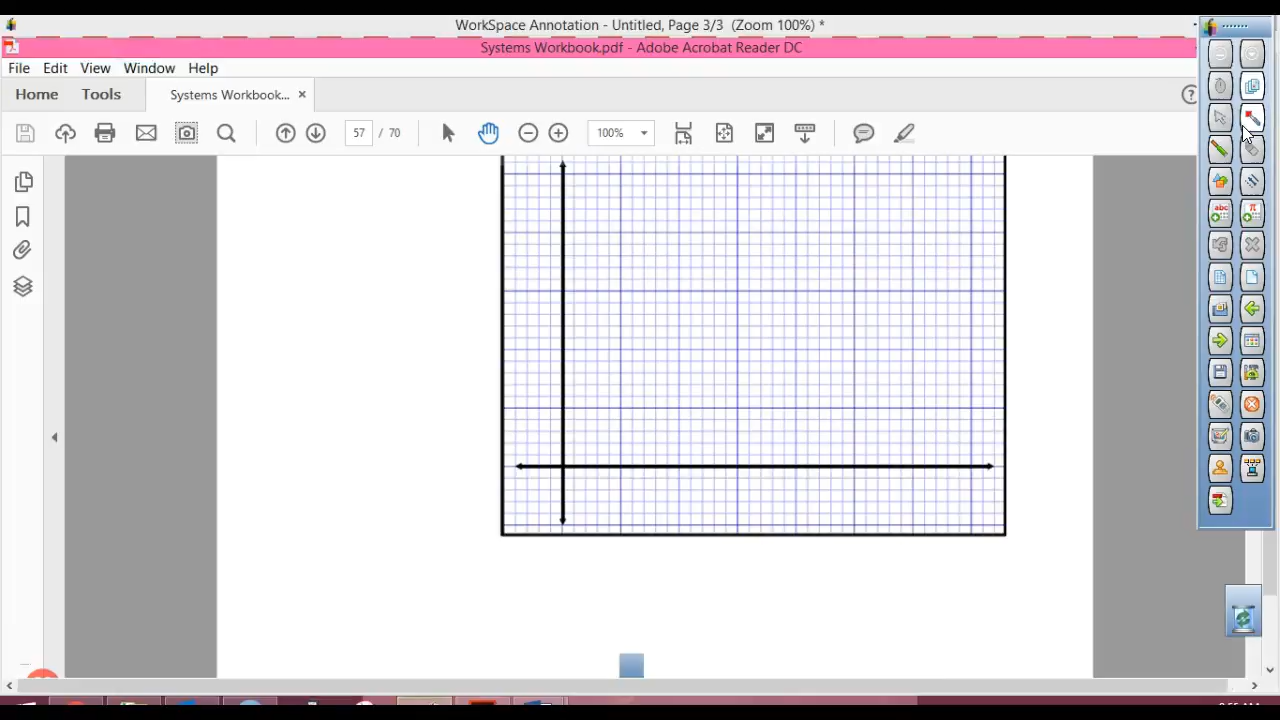 WorkSpace Annotation - Untitled, Page 3/3 (Zoom 100%) *
Systems Workbook.pdf - Adobe Acrobat Reader DC
File Edit View Window Help
Home Tools Systems Workbook... ×
57 / 70 100%
abc π